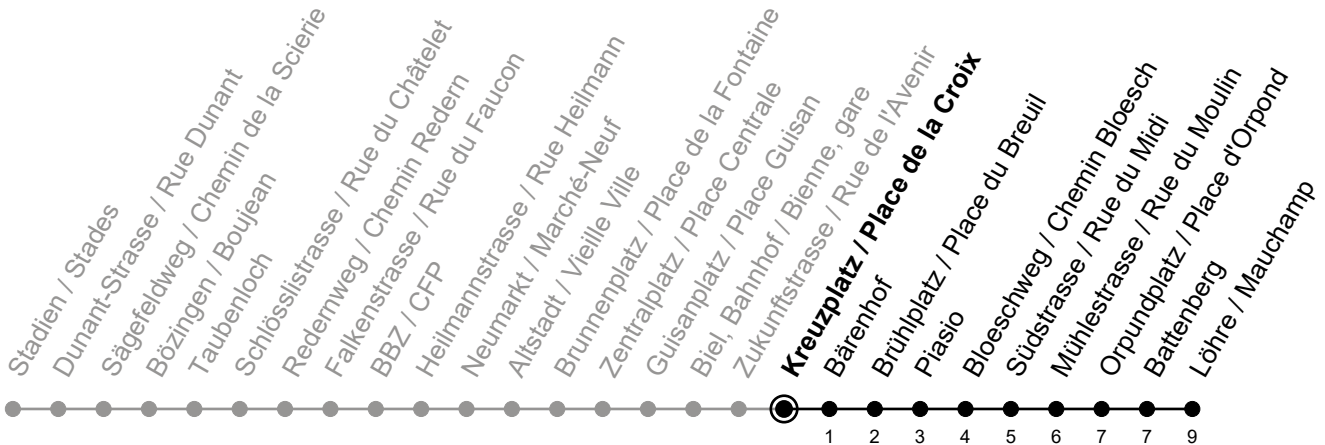 Stadien / Stades
Dunant-Strasse / Rue Dunant
Sägefeldweg / Chemin de la Scierie
Bözingen / Boujean
Taubenloch
Schlösslistrasse / Rue du Châtelet
Redernweg / Chemin Redern
Falkenstrasse / Rue du Faucon
BBZ / CFP
Heilmannstrasse / Rue Heilmann
Neumarkt / Marché-Neuf
Altstadt / Vieille Ville
Brunnenplatz / Place de la Fontaine
Zentralplatz / Place Centrale
Guisanplatz / Place Guisan
Biel, Bahnhof / Bienne, gare
Zukunftstrasse / Rue de l'Avenir
Kreuzplatz / Place de la Croix
Bärenhof
Brühlplatz / Place du Breuil
Piasio
Bloeschweg / Chemin Bloesch
Südstrasse / Rue du Midi
Mühlestrasse / Rue du Moulin
Orpundplatz / Place d'Orpond
Battenberg
Löhre / Mauchamp
1 2 3 4 5 6 7 7 9